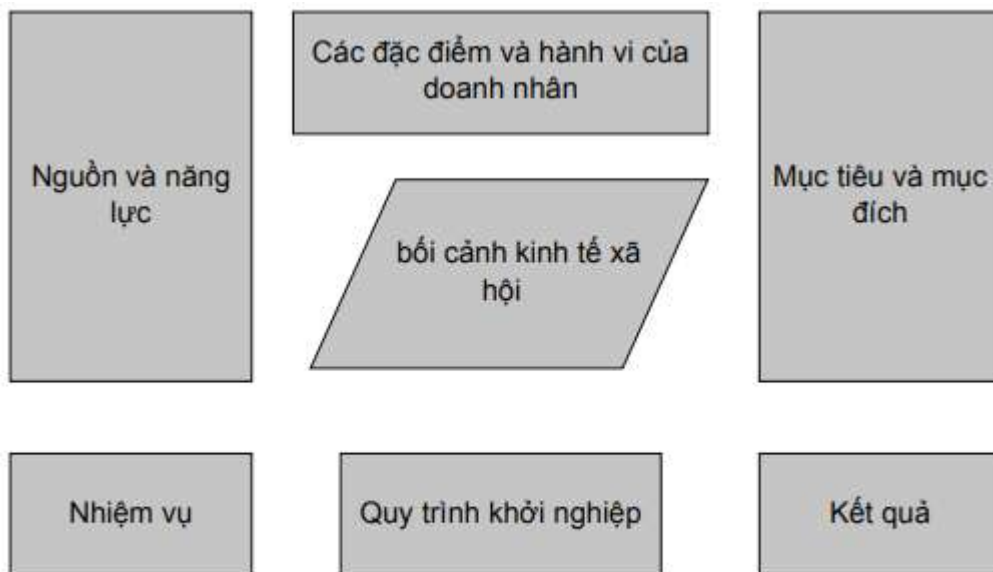 Các đặc điểm và hành vi của
doanh nhân
Nguồn và năng
lực
Mục tiêu và mục
đích
bối cảnh kinh tế xã
hội
Nhiệm vụ
Quy trình khởi nghiệp
Kết quả